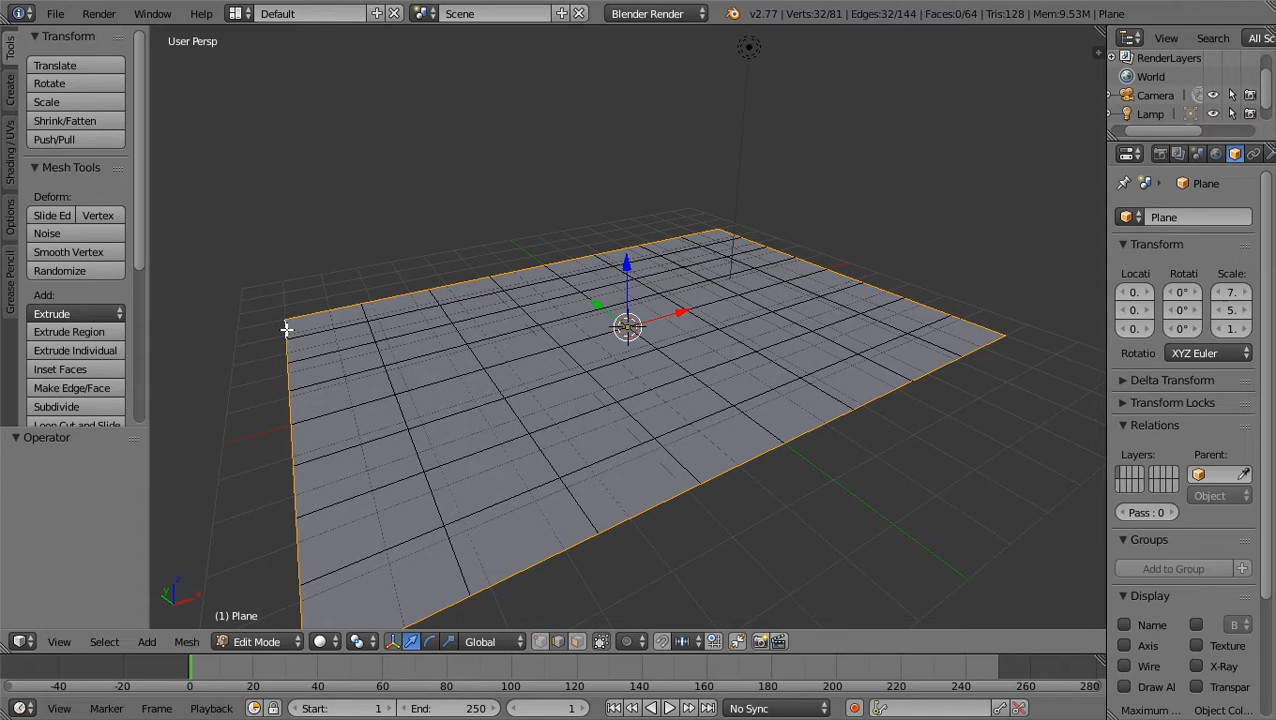 File Render Window Help Default Scene Blender Render v2.77 | Verts:32/81 | Edges:32/144 | Faces:0/64 | Tris:128 | Mem:9.53M | Plane
Tools
Create
Shading / UVs
Options
Grease Pencil
Transform
Translate
Rotate
Scale
Shrink/Fatten
Push/Pull
Mesh Tools
Deform:
Slide Ed Vertex
Noise
Smooth Vertex
Randomize
Add:
Extrude
Extrude Region
Extrude Individual
Inset Faces
Make Edge/Face
Subdivide
Loop Cut and Slide
Operator
User Persp
z
y
x
(1) Plane
View Search All Sc
RenderLayers
World
Camera
Lamp
Plane
Plane
Transform
Locati Rotati Scale:
0. 0° 7.
0. 0° 5.
0. 0° 1.
Rotatio XYZ Euler
Delta Transform
Transform Locks
Relations
Layers: Parent:
Object
Pass : 0
Groups
Add to Group
Display
Name B
Axis Texture
Wire X-Ray
Draw Al Transpar
Maximum ... Object Col...
View Select Add Mesh Edit Mode Global
-40 -20 0 20 40 60 80 100 120 140 160 180 200 220 240 260 280
View Marker Frame Playback Start: 1 End: 250 1 No Sync